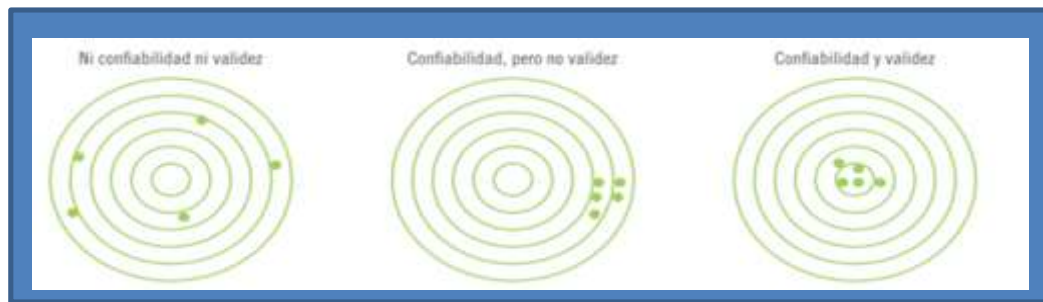 Ni confiabilidad ni validez
Confiabilidad, pero no validez
Confiabilidad y validez